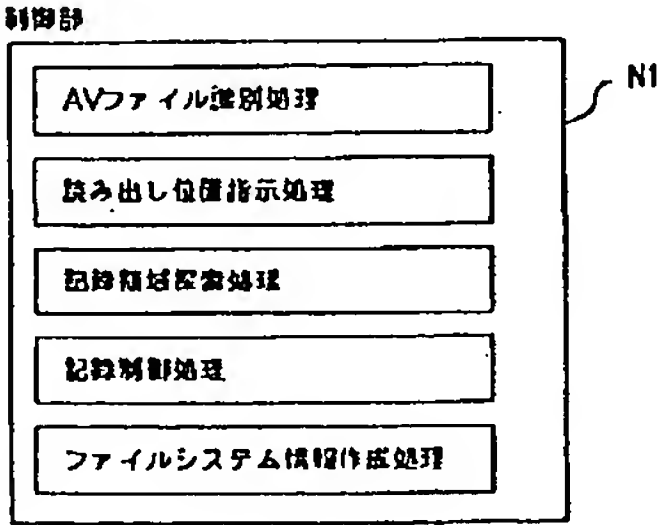 制御部
N1
AVファイル識別処理
読み出し位置指示処理
記録領域探索処理
記録制御処理
ファイルシステム情報作成処理